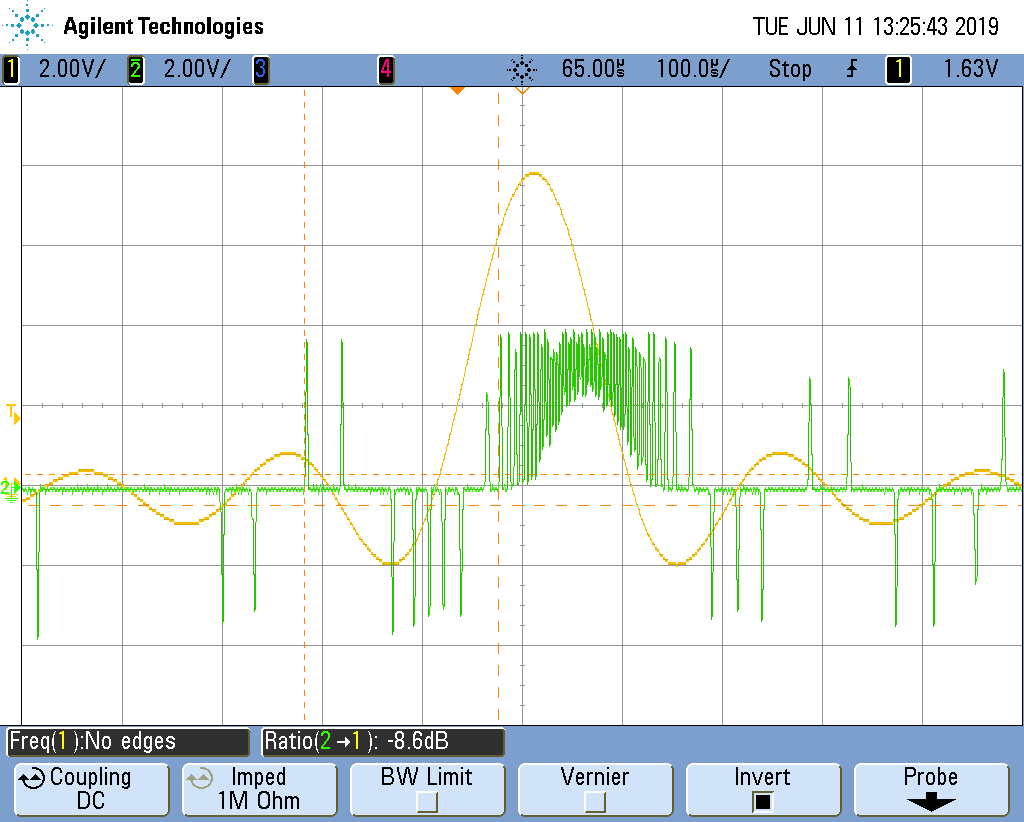 Agilent Technologies TUE JUN 11 13:25:43 2019
1 2.00V/ 2 2.00V/ 3 4 65.00µs 100.0µs/ Stop 1 1.63V
T
2
Freq(1):No edges Ratio(2→1): -8.6dB
Coupling Imped BW Limit Vernier Invert Probe
DC 1M Ohm